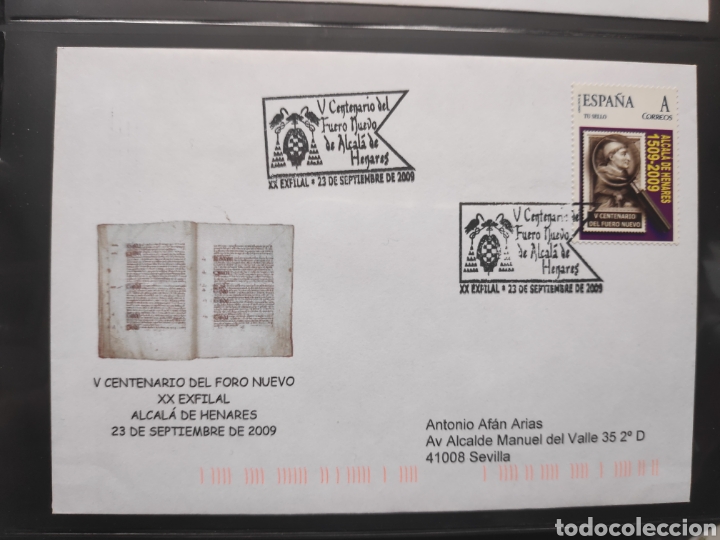 V Centenario del
Fuero Nuevo
de Alcalá de
Henares
XX EXFILAL * 23 DE SEPTIEMBRE DE 2009
ESPAÑA A
TU SELLO CORREOS
ALCALÁ DE HENARES
1509-2009
V CENTENARIO
DEL FUERO NUEVO
V Centenario del
Fuero Nuevo
de Alcalá de
Henares
XX EXFILAL * 23 DE SEPTIEMBRE DE 2009
V CENTENARIO DEL FORO NUEVO
XX EXFILAL
ALCALÁ DE HENARES
23 DE SEPTIEMBRE DE 2009
Antonio Afán Arias
Av Alcalde Manuel del Valle 35 2º D
41008 Sevilla
todocoleccion